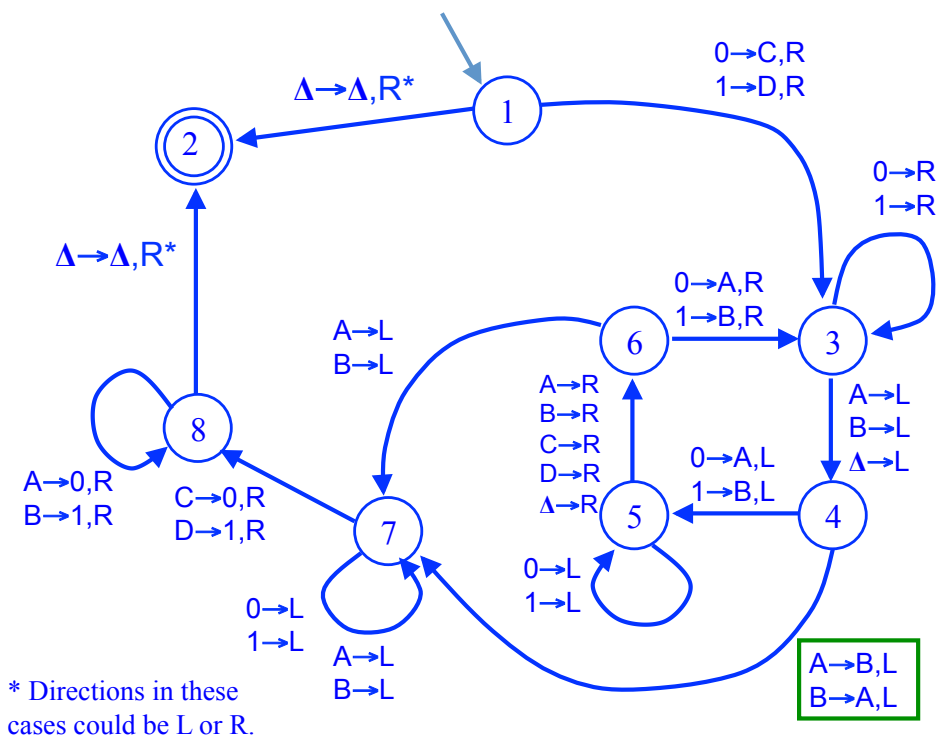 0→C,R
1→D,R
Δ→Δ,R*
1
2
0→R
1→R
Δ→Δ,R*
0→A,R
1→B,R
A→L
B→L
6
3
A→R
B→R
C→R
D→R
Δ→R
A→L
B→L
Δ→L
8
0→A,L
1→B,L
A→0,R
B→1,R
C→0,R
D→1,R
7
5
4
0→L
1→L
0→L
1→L
A→L
B→L
A→B,L
B→A,L
* Directions in these
cases could be L or R.